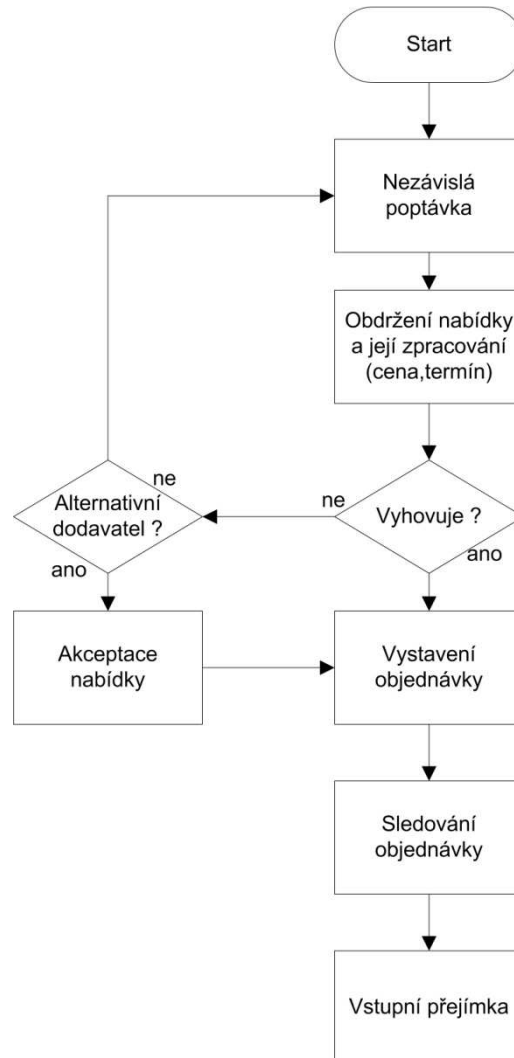 Start
Nezávislá
poptávka
Obdržení nabídky
a její zpracování
(cena,termín)
ne
Alternativní
dodavatel ?
ano
ne
Vyhovuje ?
ano
Akceptace
nabídky
Vystavení
objednávky
Sledování
objednávky
Vstupní přejímka